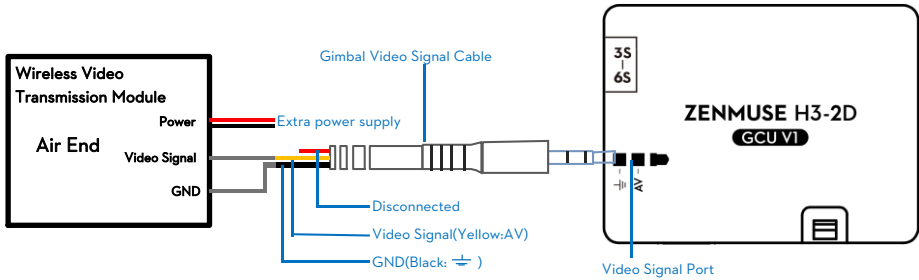 Wireless Video
Transmission Module
Air End
Power
Video Signal
GND
Extra power supply
Gimbal Video Signal Cable
Disconnected
Video Signal(Yellow:AV)
GND(Black: ⏚ )
3S
–
6S
ZENMUSE H3-2D
GCU V1
⏚
AV
Video Signal Port